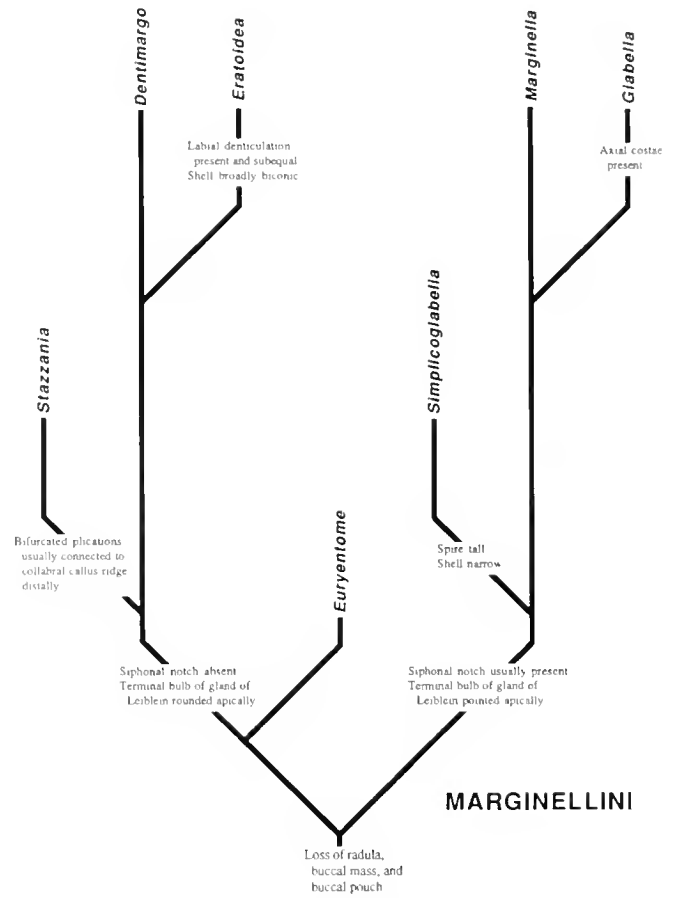 Dentimargo
Eratoidea
Marginella
Glabella
Labial denticulation
present and subequal
Shell broadly biconic
Axial costae
present
Simplicoglabella
Stazzania
Euryentome
Bifurcated plications
usually connected to
collabral callus ridge
distally
Spire tall
Shell narrow
Siphonal notch absent
Terminal bulb of gland of
Leiblein rounded apically
Siphonal notch usually present
Terminal bulb of gland of
Leiblein pointed apically
MARGINELLINI
Loss of radula,
buccal mass, and
buccal pouch